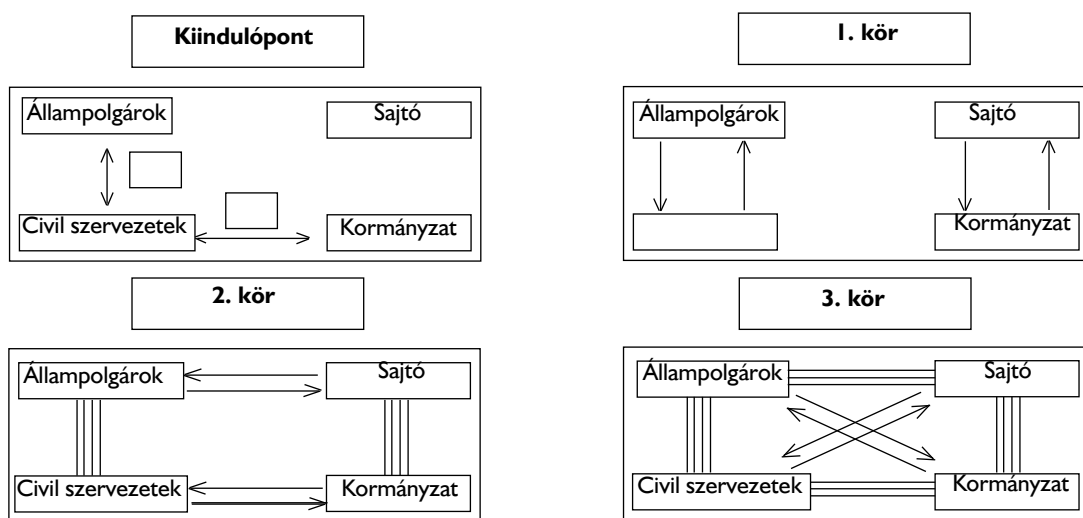 Kiindulópont
1. kör
Állampolgárok
Sajtó
Civil szervezetek
Kormányzat
Állampolgárok
Sajtó
Kormányzat
2. kör
3. kör
Állampolgárok
Sajtó
Civil szervezetek
Kormányzat
Állampolgárok
Sajtó
Civil szervezetek
Kormányzat